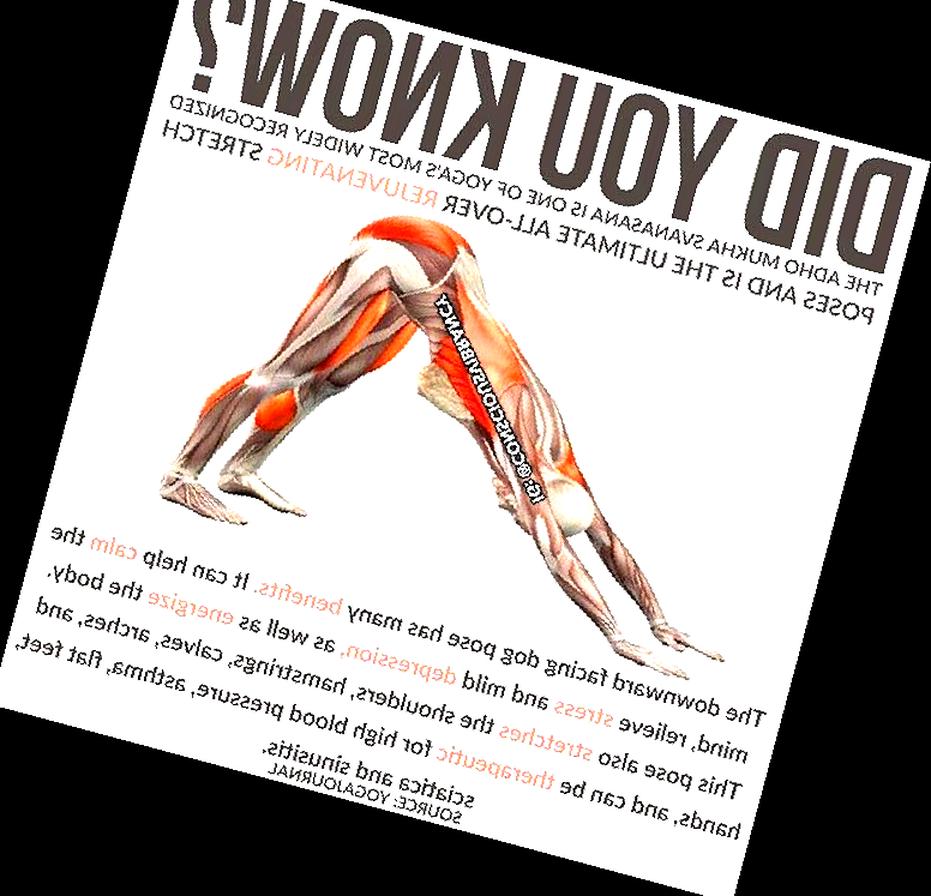 DID YOU KNOW?
THE ADHO MUKHA SVANASANA IS ONE OF YOGA'S MOST WIDELY RECOGNIZED
POSES AND IS THE ULTIMATE ALL-OVER REJUVENATING STRETCH
IG: @CONSCIOUSVIBRANCY
The downward facing dog pose has many benefits. It can help calm the
mind, relieve stress and mild depression, as well as energize the body.
This pose also stretches the shoulders, hamstrings, calves, arches, and
hands, and can be therapeutic for high blood pressure, asthma, flat feet,
sciatica and sinusitis.
SOURCE: YOGAJOURNAL